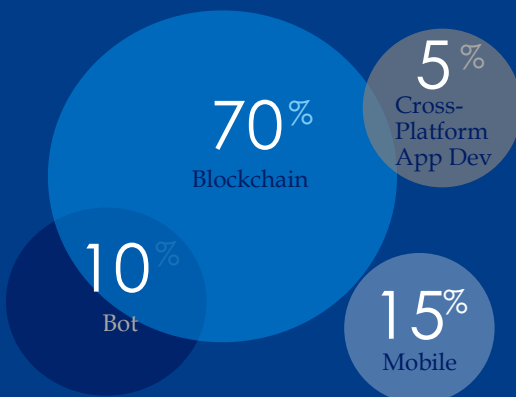 70%
Blockchain
5%
Cross-
Platform
App Dev
10%
Bot
15%
Mobile